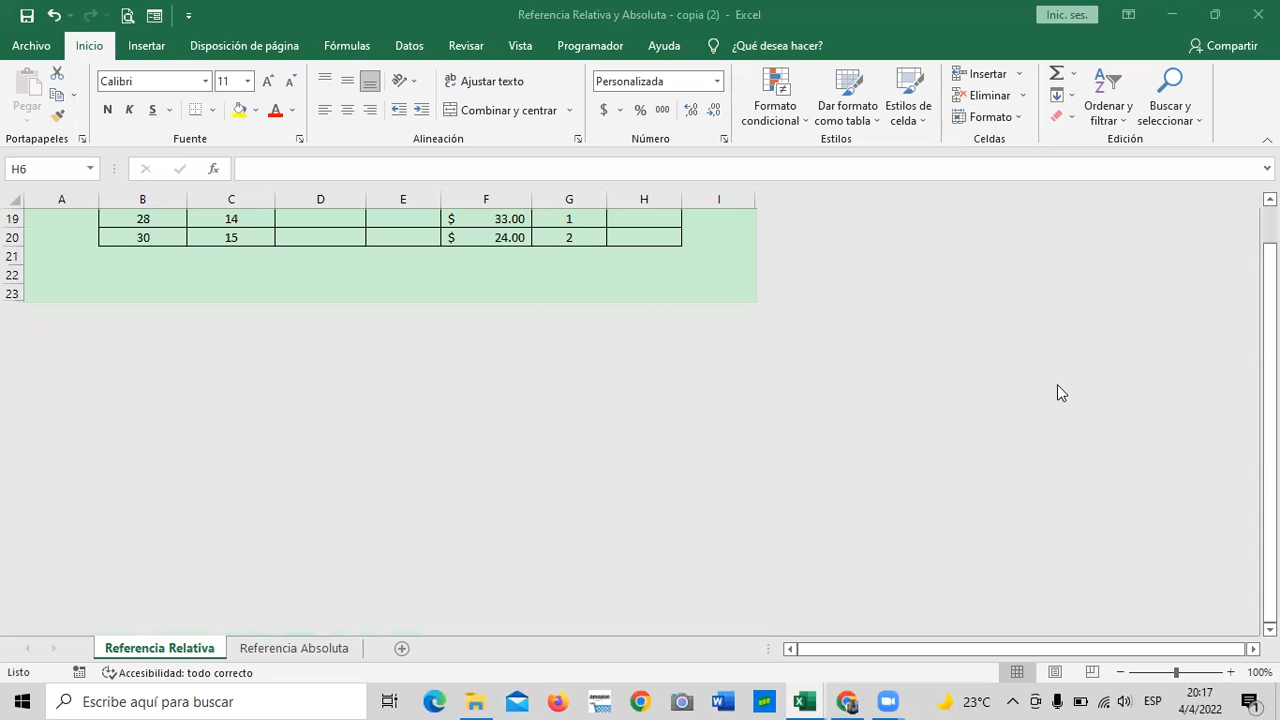 Referencia Relativa y Absoluta - copia (2) - Excel
Inic. ses.
Archivo Inicio Insertar Disposición de página Fórmulas Datos Revisar Vista Programador Ayuda ¿Qué desea hacer? Compartir
Pegar
Calibri 11
Ajustar texto
Personalizada
N K S
Combinar y centrar
$ % 000
Formato condicional
Dar formato como tabla
Estilos de celda
Insertar
Eliminar
Formato
Ordenar y filtrar
Buscar y seleccionar
Portapapeles Fuente Alineación Número Estilos Celdas Edición
H6 fx
A B C D E F G H I
19 28 14 $ 33.00 1
20 30 15 $ 24.00 2
21
22
23
Referencia Relativa Referencia Absoluta
Listo Accesibilidad: todo correcto 100%
Escribe aquí para buscar
23°C ESP
20:17
4/4/2022